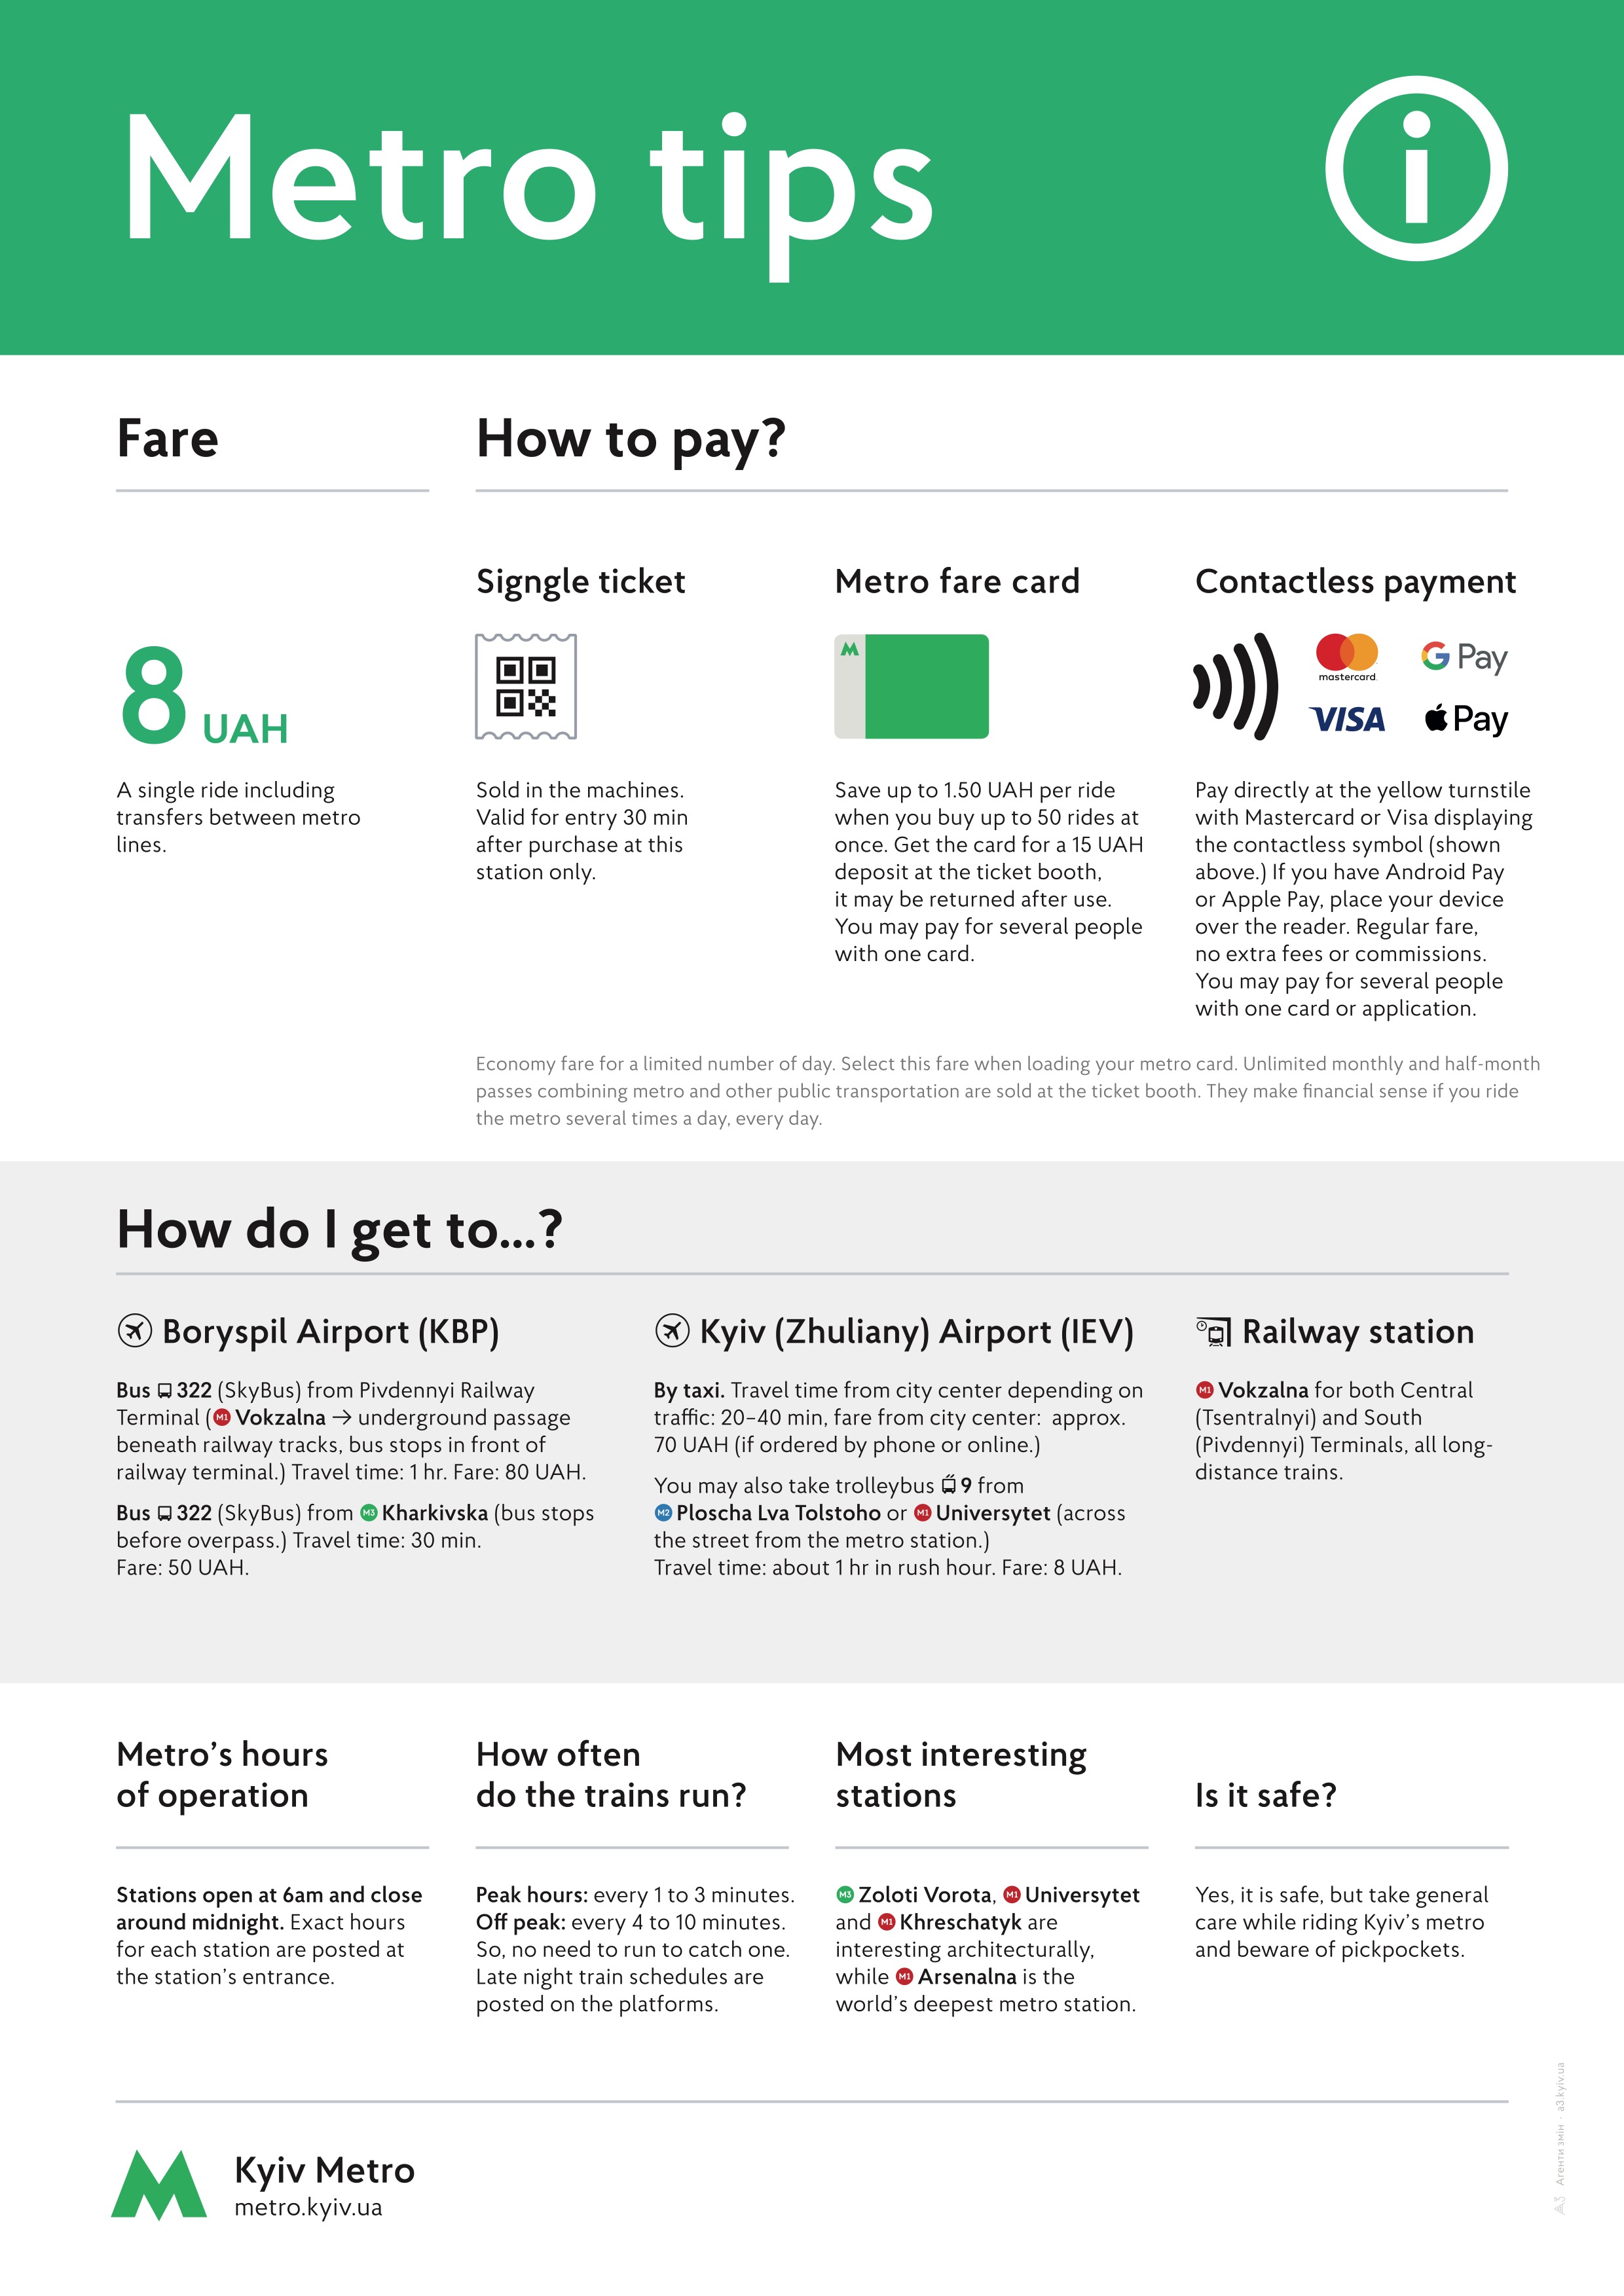 Metro tips
i
Fare
8 UAH
A single ride including
transfers between metro
lines.
How to pay?
Signgle ticket
Sold in the machines.
Valid for entry 30 min
after purchase at this
station only.
Metro fare card
M
Save up to 1.50 UAH per ride
when you buy up to 50 rides at
once. Get the card for a 15 UAH
deposit at the ticket booth,
it may be returned after use.
You may pay for several people
with one card.
Contactless payment
mastercard
G Pay
VISA
Pay
Pay directly at the yellow turnstile
with Mastercard or Visa displaying
the contactless symbol (shown
above.) If you have Android Pay
or Apple Pay, place your device
over the reader. Regular fare,
no extra fees or commissions.
You may pay for several people
with one card or application.
Economy fare for a limited number of day. Select this fare when loading your metro card. Unlimited monthly and half-month
passes combining metro and other public transportation are sold at the ticket booth. They make financial sense if you ride
the metro several times a day, every day.
How do I get to...?
Boryspil Airport (KBP)
Bus 322 (SkyBus) from Pivdennyi Railway
Terminal (M1 Vokzalna → underground passage
beneath railway tracks, bus stops in front of
railway terminal.) Travel time: 1 hr. Fare: 80 UAH.
Bus 322 (SkyBus) from M3 Kharkivska (bus stops
before overpass.) Travel time: 30 min.
Fare: 50 UAH.
Kyiv (Zhuliany) Airport (IEV)
By taxi. Travel time from city center depending on
traffic: 20–40 min, fare from city center: approx.
70 UAH (if ordered by phone or online.)
You may also take trolleybus 9 from
M2 Ploscha Lva Tolstoho or M1 Universytet (across
the street from the metro station.)
Travel time: about 1 hr in rush hour. Fare: 8 UAH.
Railway station
M1 Vokzalna for both Central
(Tsentralnyi) and South
(Pivdennyi) Terminals, all long-
distance trains.
Metro’s hours
of operation
Stations open at 6am and close
around midnight. Exact hours
for each station are posted at
the station’s entrance.
How often
do the trains run?
Peak hours: every 1 to 3 minutes.
Off peak: every 4 to 10 minutes.
So, no need to run to catch one.
Late night train schedules are
posted on the platforms.
Most interesting
stations
M3 Zoloti Vorota, M1 Universytet
and M1 Khreschatyk are
interesting architecturally,
while M1 Arsenalna is the
world’s deepest metro station.
Is it safe?
Yes, it is safe, but take general
care while riding Kyiv’s metro
and beware of pickpockets.
M
Kyiv Metro
metro.kyiv.ua
A3 Агенти змін · a3.kyiv.ua